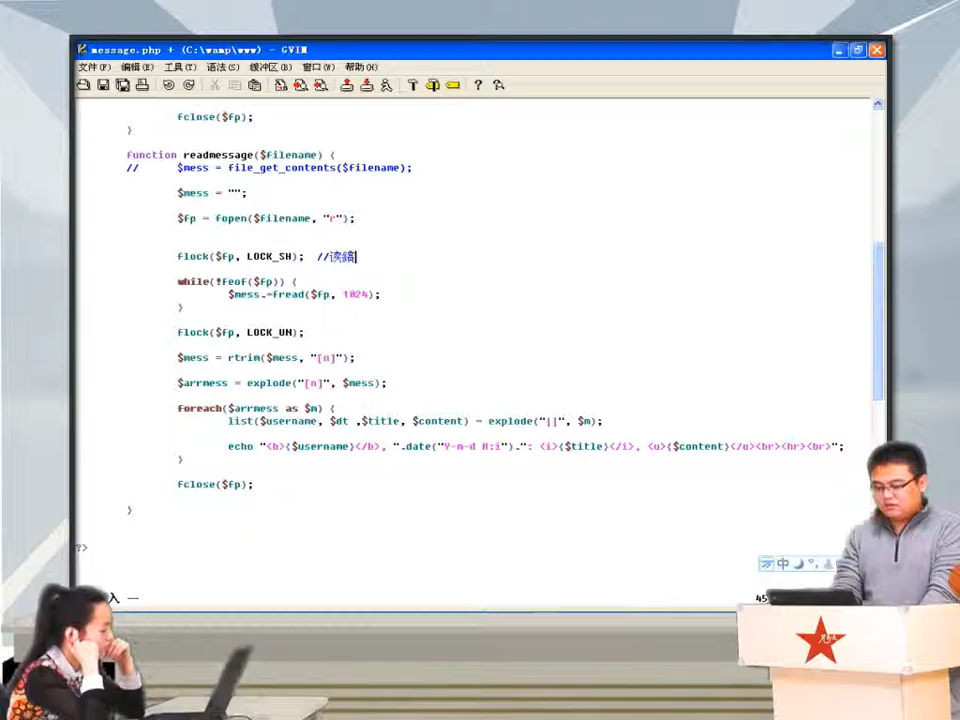 message.php + (C:\wamp\www) - GVIM
文件(F) 编辑(E) 工具(T) 语法(S) 缓冲区(B) 窗口(W) 帮助(H)
fclose($fp);
}
function readmessage($filename) {
// $mess = file_get_contents($filename);
$mess = "";
$fp = fopen($filename, "r");
flock($fp, LOCK_SH); //读
while(!feof($fp)) {
$mess.=fread($fp, 1024);
}
flock($fp, LOCK_UN);
$mess = rtrim($mess, "[n]");
$arrmess = explode("[n]", $mess);
foreach($arrmess as $m) {
list($username, $dt ,$title, $content) = explode("||", $m);
echo "<b>{$username}</b>, ".date("Y-m-d H:i").": <i>{$title}</i>, <u>{$content}</u><br><hr><br>";
}
fclose($fp);
}
?>
中
入 --
45